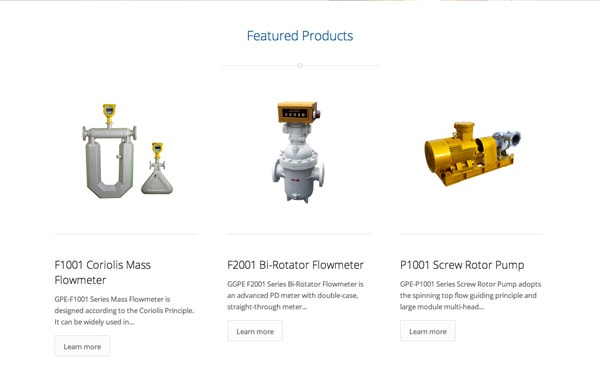 Featured Products
F1001 Coriolis Mass
Flowmeter
GPE-F1001 Series Mass Flowmeter is
designed according to the Coriolis Principle.
It can be widely used in...
Learn more
F2001 Bi-Rotator Flowmeter
GGPE F2001 Series Bi-Rotator Flowmeter is
an advanced PD meter with double-case,
straight-through meter...
Learn more
P1001 Screw Rotor Pump
GPE-P1001 Series Screw Rotor Pump adopts
the spinning top flow guiding principle and
large module multi-head...
Learn more